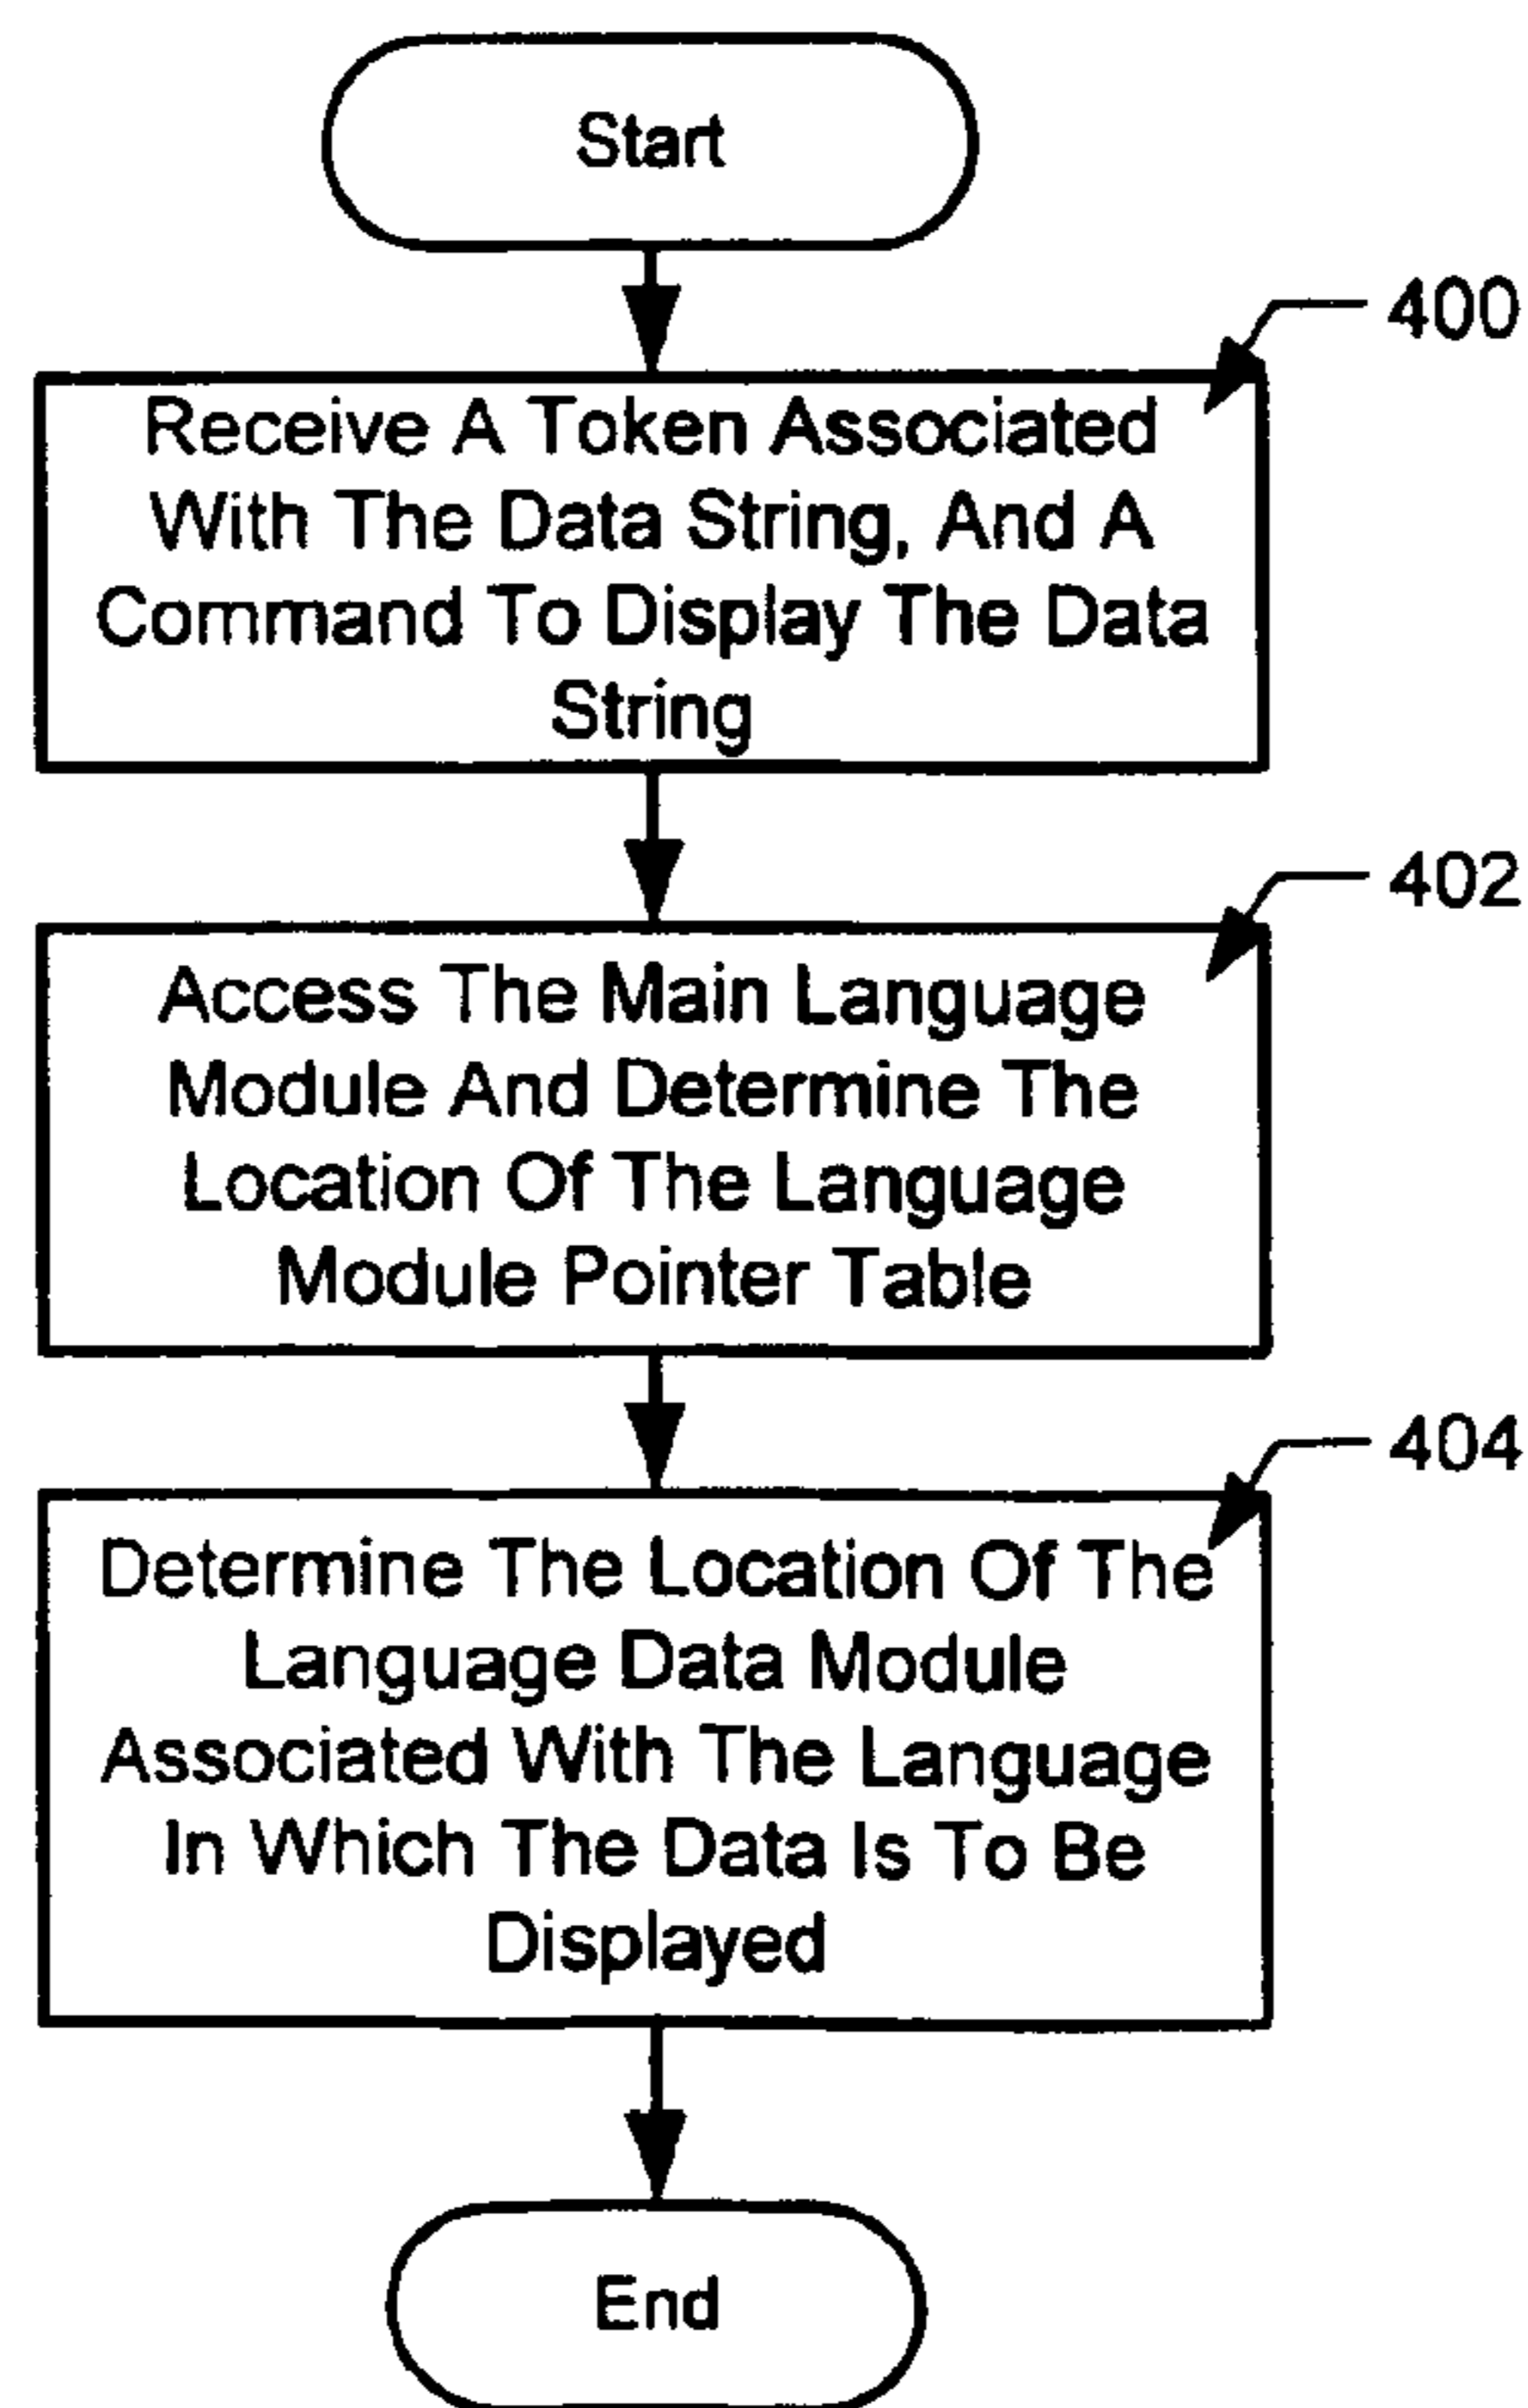 Start
400
Receive A Token Associated
With The Data String, And A
Command To Display The Data
String
402
Access The Main Language
Module And Determine The
Location Of The Language
Module Pointer Table
404
Determine The Location Of The
Language Data Module
Associated With The Language
In Which The Data Is To Be
Displayed
End